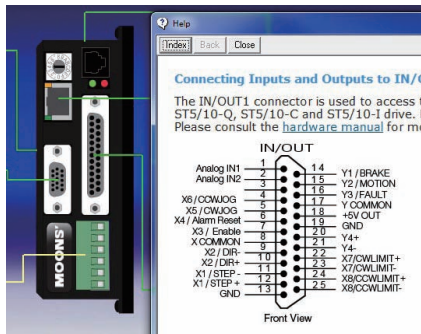 Help
Index Back Close
Connecting Inputs and Outputs to IN/O
The IN/OUT1 connector is used to access t
ST5/10-Q, ST5/10-C and ST5/10-I drive.
Please consult the hardware manual for mo
IN/OUT
Analog IN1 1
Analog IN2 2
3
X6 / CWJOG 4
X5 / CWJOG 5
X4 / Alarm Reset 6
X3 / Enable 7
X COMMON 8
X2 / DIR- 9
X2 / DIR+ 10
X1 / STEP - 11
X1 / STEP + 12
GND 13
14 Y1 / BRAKE
15 Y2 / MOTION
16 Y3 / FAULT
17 Y COMMON
18 +5V OUT
19 GND
20 Y4+
21 Y4-
22 X7/CWLIMIT+
23 X7/CWLIMIT-
24 X8/CCWLIMIT+
25 X8/CCWLIMIT-
Front View
MOONS'